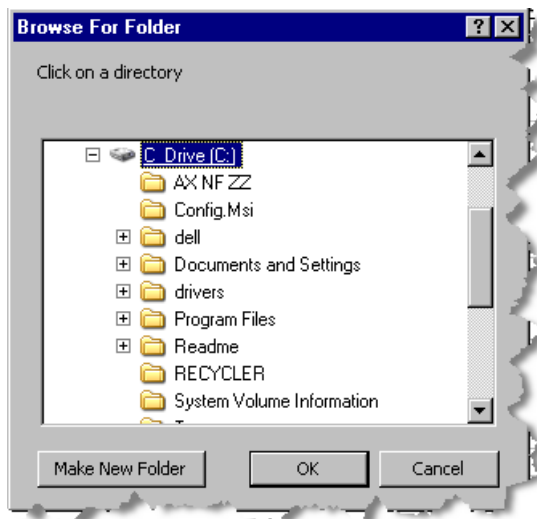 Browse For Folder
Click on a directory
C_Drive (C:)
AX NF ZZ
Config.Msi
dell
Documents and Settings
drivers
Program Files
Readme
RECYCLER
System Volume Information
Make New Folder OK Cancel